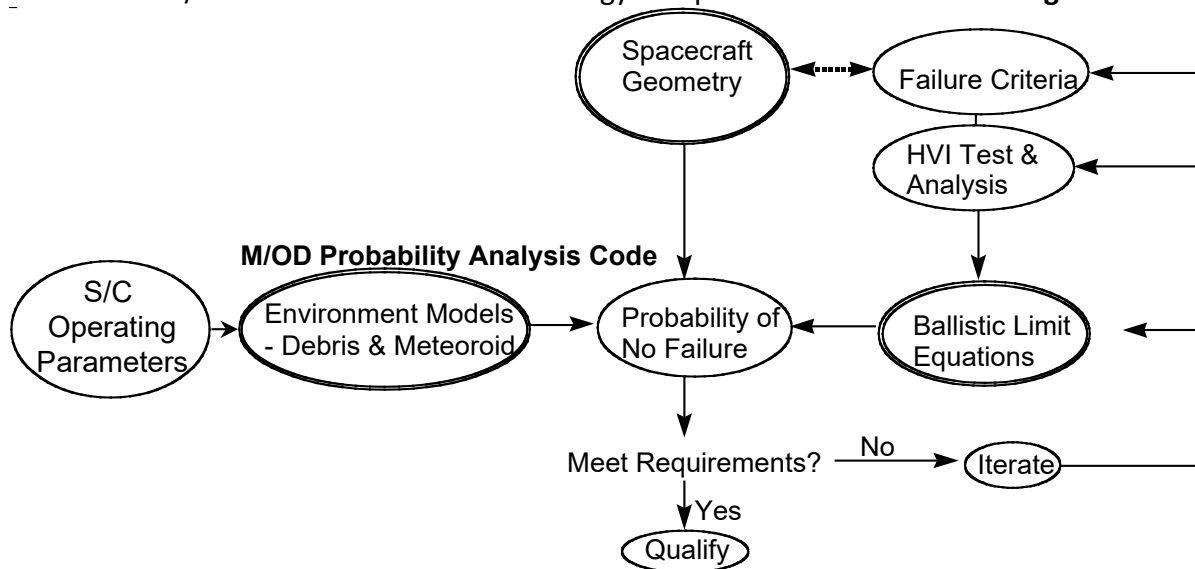 Spacecraft
Geometry
Failure Criteria
HVI Test &
Analysis
M/OD Probability Analysis Code
S/C
Operating
Parameters
Environment Models
- Debris & Meteoroid
Probability of
No Failure
Ballistic Limit
Equations
Meet Requirements?
No
Iterate
Yes
Qualify